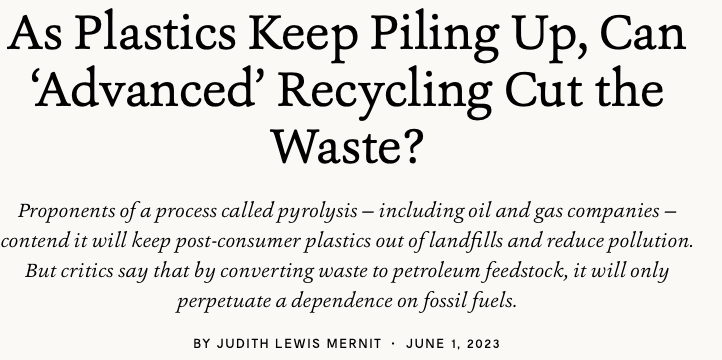 As Plastics Keep Piling Up, Can
‘Advanced’ Recycling Cut the
Waste?
Proponents of a process called pyrolysis — including oil and gas companies —
contend it will keep post-consumer plastics out of landfills and reduce pollution.
But critics say that by converting waste to petroleum feedstock, it will only
perpetuate a dependence on fossil fuels.
BY JUDITH LEWIS MERNIT · JUNE 1, 2023